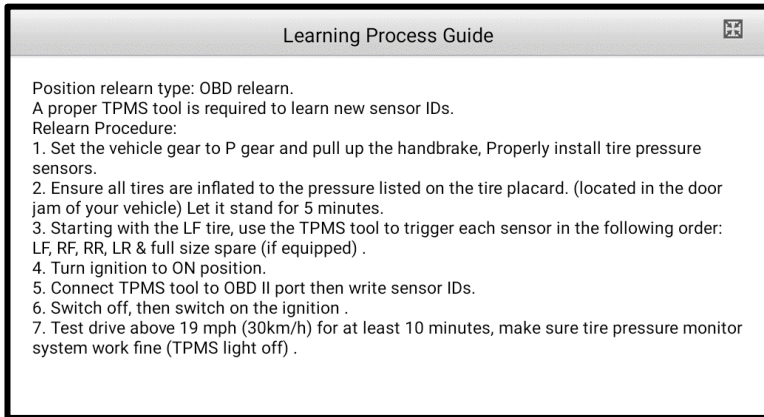 Learning Process Guide
Position relearn type: OBD relearn.
A proper TPMS tool is required to learn new sensor IDs.
Relearn Procedure:
1. Set the vehicle gear to P gear and pull up the handbrake, Properly install tire pressure
sensors.
2. Ensure all tires are inflated to the pressure listed on the tire placard. (located in the door
jam of your vehicle) Let it stand for 5 minutes.
3. Starting with the LF tire, use the TPMS tool to trigger each sensor in the following order:
LF, RF, RR, LR & full size spare (if equipped) .
4. Turn ignition to ON position.
5. Connect TPMS tool to OBD II port then write sensor IDs.
6. Switch off, then switch on the ignition .
7. Test drive above 19 mph (30km/h) for at least 10 minutes, make sure tire pressure monitor
system work fine (TPMS light off) .